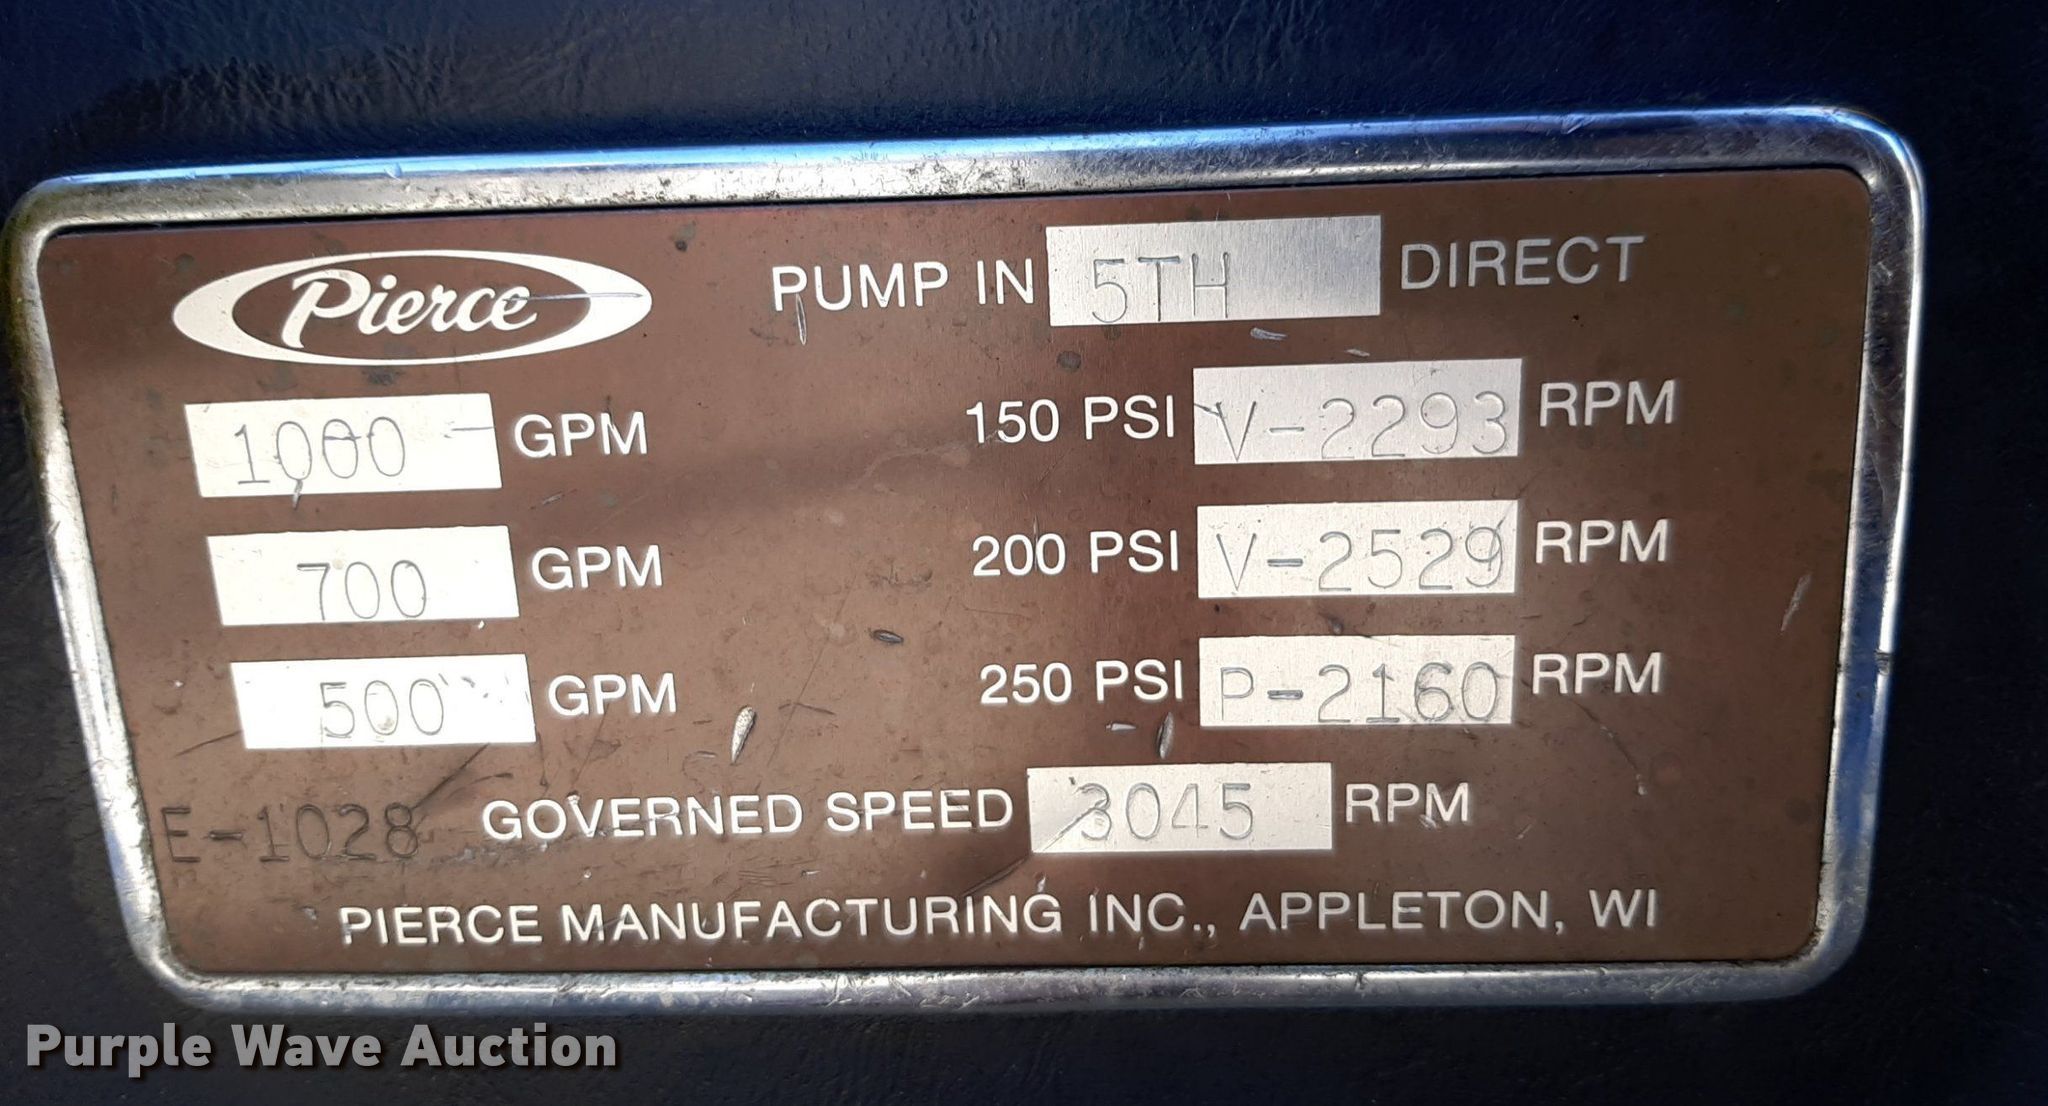 Pierce PUMP IN 5TH DIRECT
1000 GPM 150 PSI V-2293 RPM
700 GPM 200 PSI V-2529 RPM
500 GPM 250 PSI P-2160 RPM
E-1028 GOVERNED SPEED 3045 RPM
PIERCE MANUFACTURING INC., APPLETON, WI
Purple Wave Auction